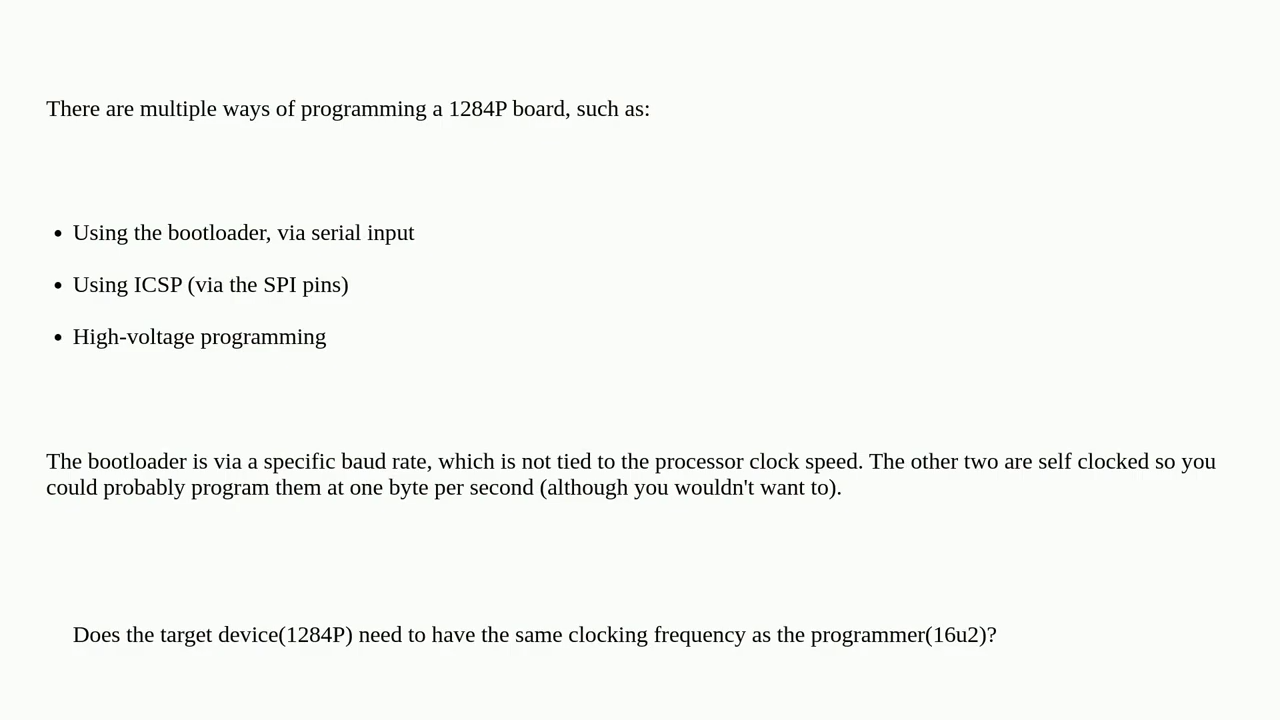 There are multiple ways of programming a 1284P board, such as:
• Using the bootloader, via serial input
• Using ICSP (via the SPI pins)
• High-voltage programming
The bootloader is via a specific baud rate, which is not tied to the processor clock speed. The other two are self clocked so you
could probably program them at one byte per second (although you wouldn't want to).
Does the target device(1284P) need to have the same clocking frequency as the programmer(16u2)?